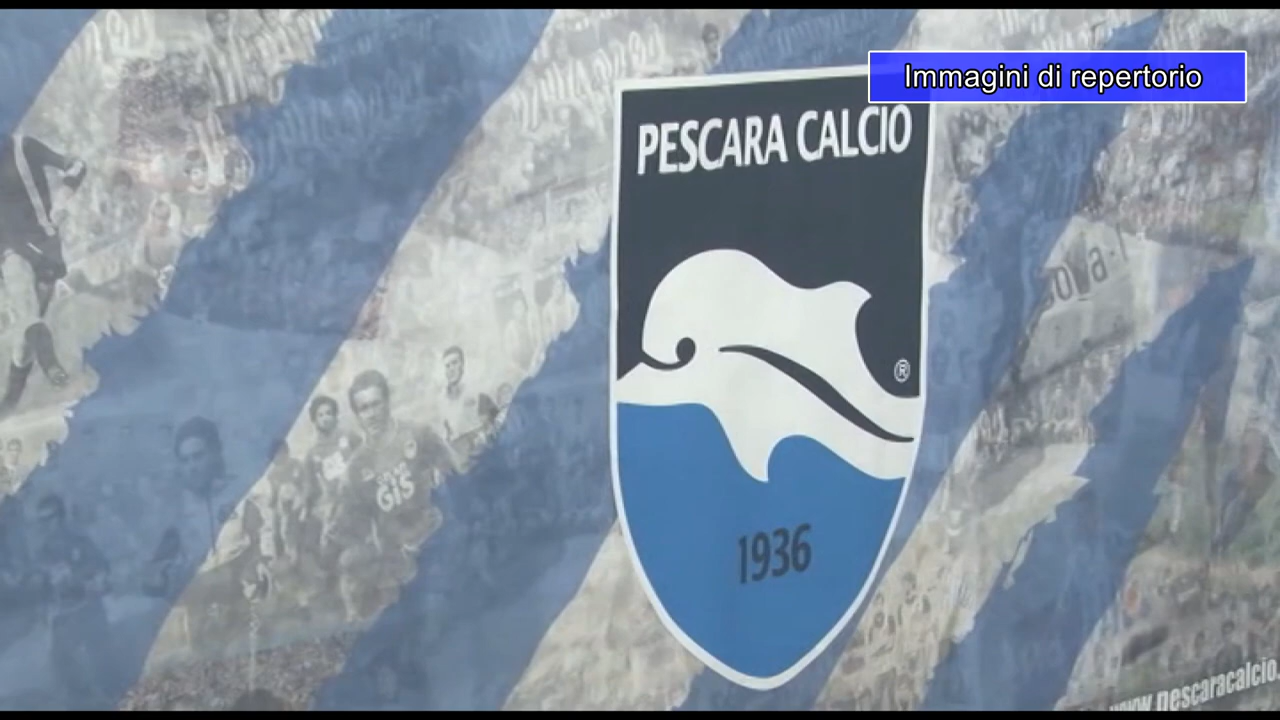 Immagini di repertorio
PESCARA CALCIO
®
GIS
1936
www.pescaracalcio.